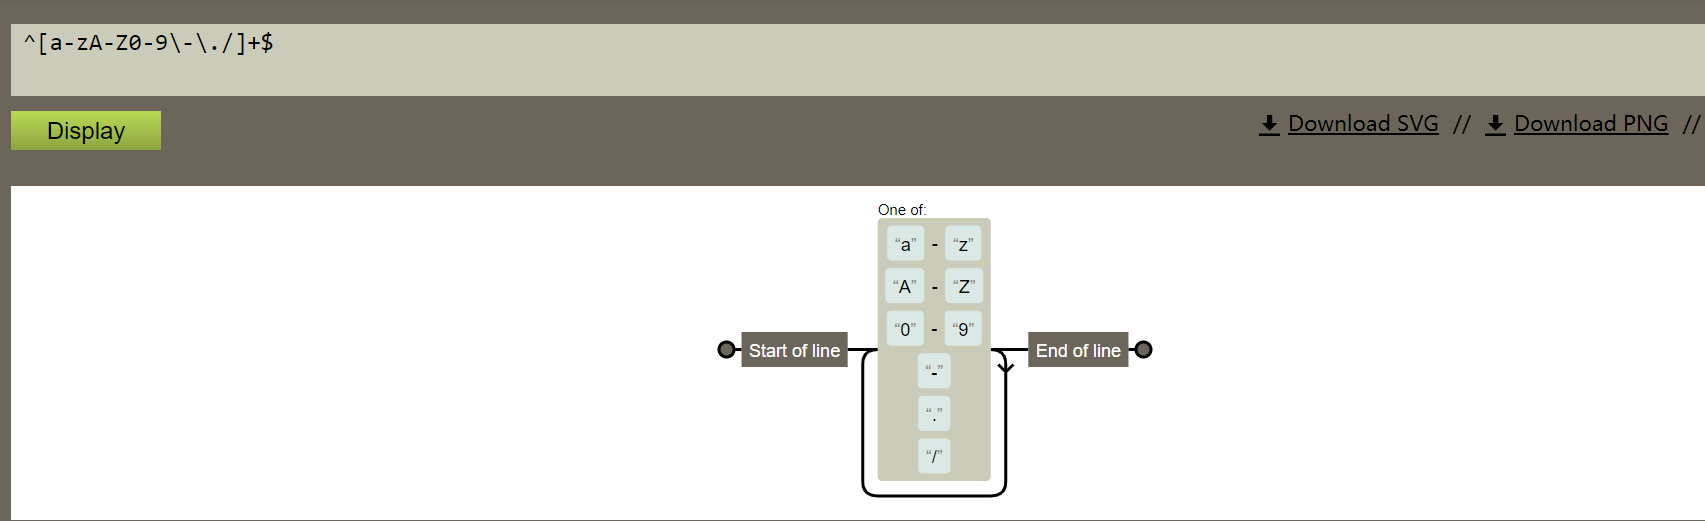 ^[a-zA-Z0-9\-\./]+$
Display
Download SVG // Download PNG //
One of:
“a” - “z”
“A” - “Z”
“0” - “9”
“-”
“.”
“/”
Start of line
End of line